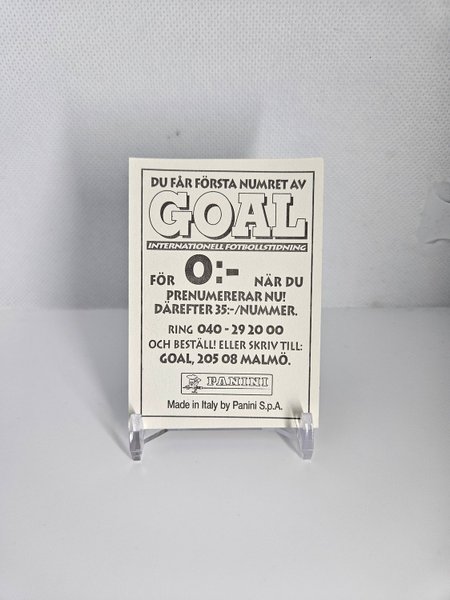 DU FÅR FÖRSTA NUMRET AV
GOAL
INTERNATIONELL FOTBOLLSTIDNING
FÖR 0:- NÄR DU
PRENUMERERAR NU!
DÄREFTER 35:-/NUMMER.
RING 040 - 29 20 00
OCH BESTÄLL! ELLER SKRIV TILL:
GOAL, 205 08 MALMÖ.
PANINI
Made in Italy by Panini S.p.A.